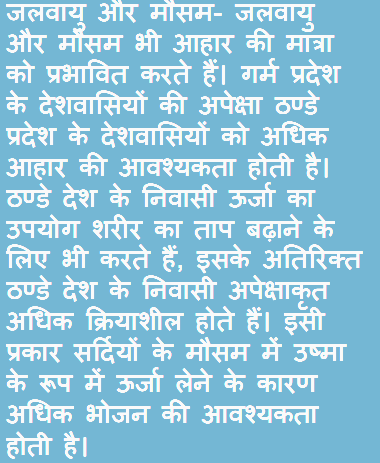 जलवायु और मौसम- जलवायु
और मौसम भी आहार की मात्रा
को प्रभावित करते हैं। गर्म प्रदेश
के देशवासियों की अपेक्षा ठण्डे
प्रदेश के देशवासियों को अधिक
आहार की आवश्यकता होती है।
ठण्डे देश के निवासी ऊर्जा का
उपयोग शरीर का ताप बढ़ाने के
लिए भी करते हैं, इसके अतिरिक्त
ठण्डे देश के निवासी अपेक्षाकृत
अधिक क्रियाशील होते हैं। इसी
प्रकार सर्दियों के मौसम में उष्मा
के रूप में ऊर्जा लेने के कारण
अधिक भोजन की आवश्यकता
होती है।